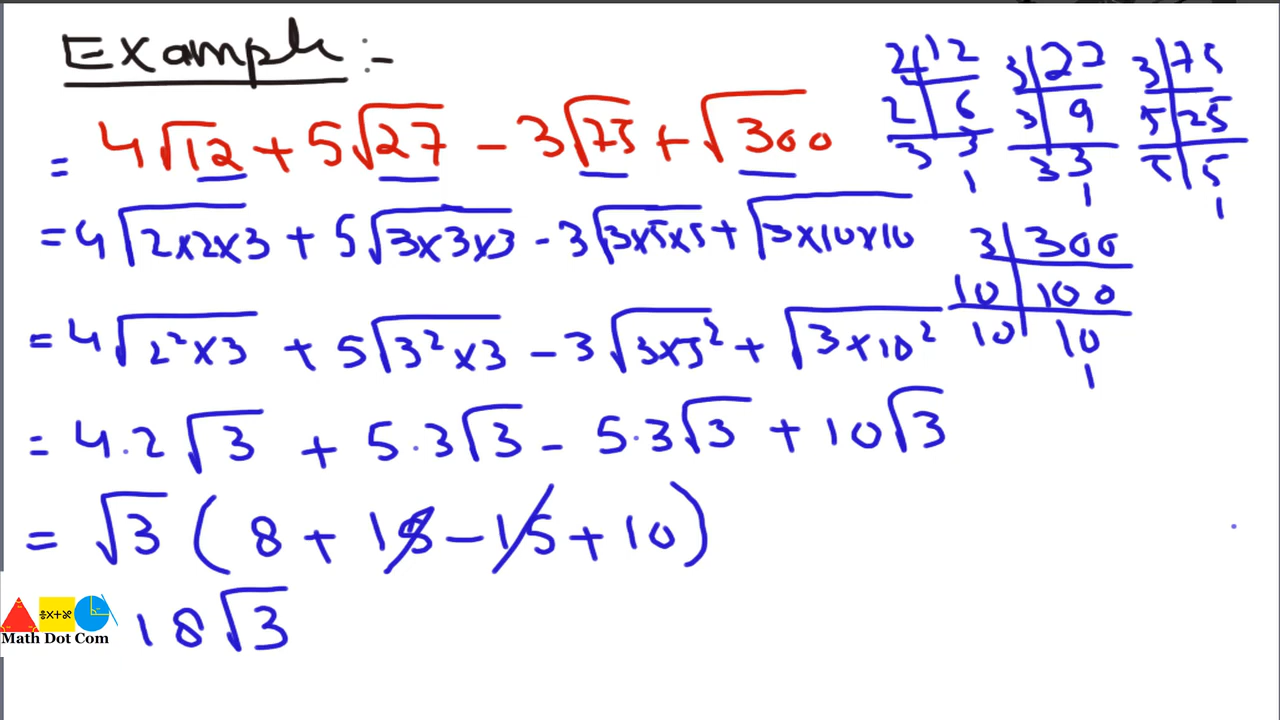 Example :-
= 4√12 + 5√27 - 3√75 + √300
= 4√2x2x3 + 5√3x3x3 - 3√3x5x5 + √3x10x10
= 4√2²x3 + 5√3²x3 - 3√3x5² + √3x10²
= 4.2√3 + 5.3√3 - 5.3√3 + 10√3
= √3 ( 8 + 15 - 15 + 10 )
18√3
2 | 12
2 | 6
3 3
1
3 | 27
3 | 9
3 3
1
3 | 75
5 | 25
5 | 5
1
3 | 300
10 | 100
10 | 10
1
Math Dot Com